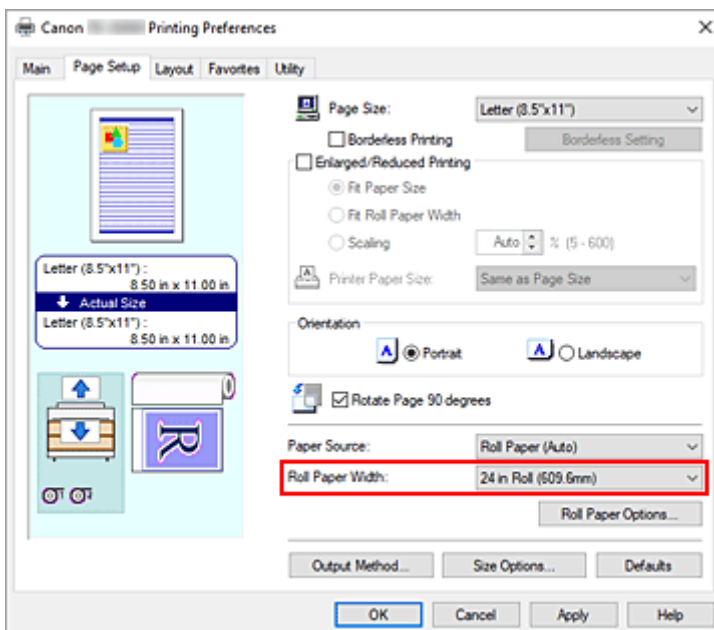 Canon Printing Preferences
Main Page Setup Layout Favorites Utility
Page Size: Letter (8.5"x11")
Borderless Printing Borderless Setting
Enlarged/Reduced Printing
Fit Paper Size
Fit Roll Paper Width
Scaling Auto % (5 - 600)
Printer Paper Size: Same as Page Size
Letter (8.5"x11") :
8.50 in x 11.00 in
Actual Size
Letter (8.5"x11") :
8.50 in x 11.00 in
Orientation
A Portrait A Landscape
Rotate Page 90 degrees
R
Paper Source: Roll Paper (Auto)
Roll Paper Width: 24 in Roll (609.6mm)
Roll Paper Options...
Output Method... Size Options... Defaults
OK Cancel Apply Help